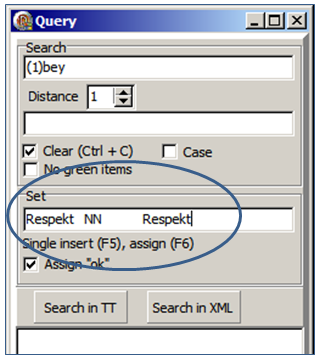 Query
Search
(1)bey
Distance 1
Clear (Ctrl + C) Case
No green items
Set
Respekt NN Respekt
Single insert (F5), assign (F6)
Assign "ok"
Search in TT Search in XML